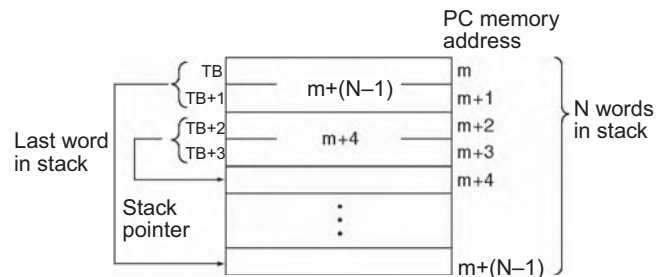 PC memory
address
TB
TB+1
m+(N–1)
m
m+1
TB+2
TB+3
m+4
m+2
m+3
m+4
m+(N–1)
N words
in stack
Last word
in stack
Stack
pointer